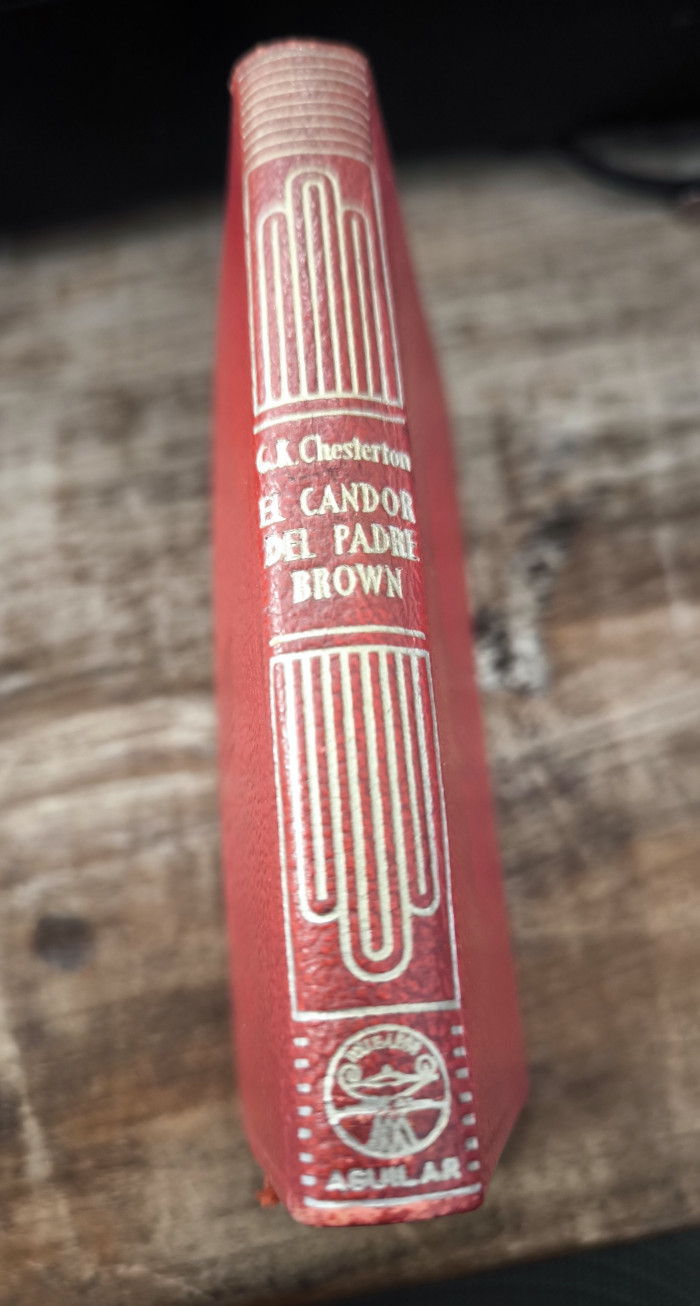 G. K. Chesterton
EL CANDOR
DEL PADRE
BROWN
AGUILAR